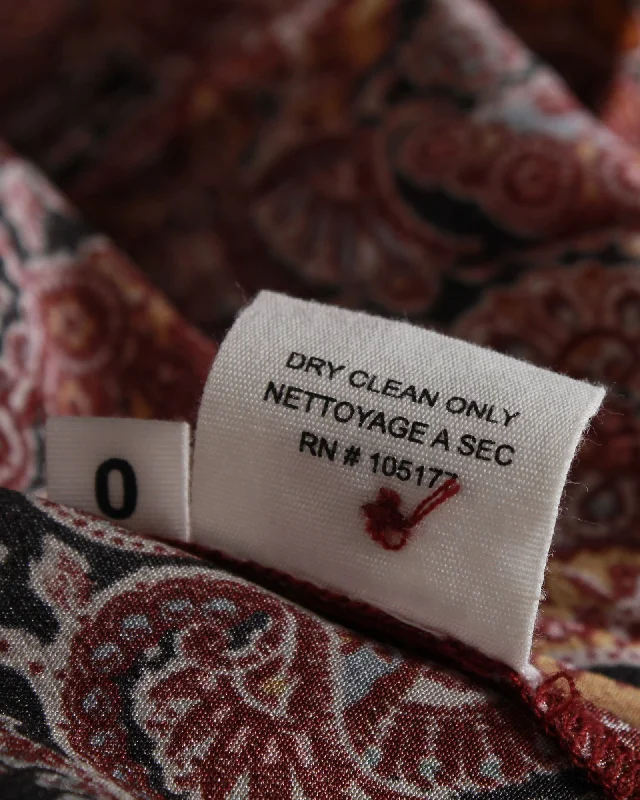 DRY CLEAN ONLY
NETTOYAGE A SEC
RN # 105177
0